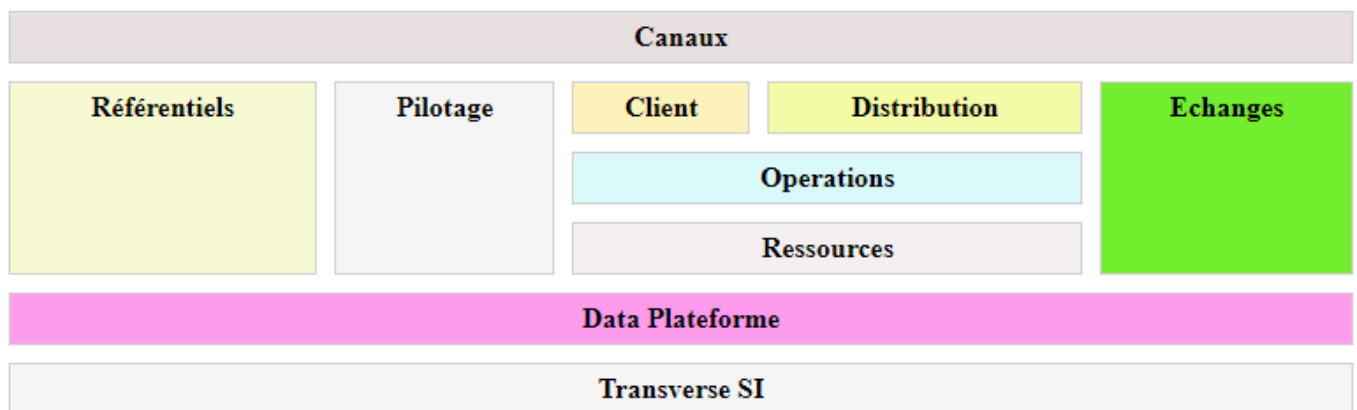 Canaux
Référentiels
Pilotage
Client
Distribution
Echanges
Operations
Ressources
Data Plateforme
Transverse SI